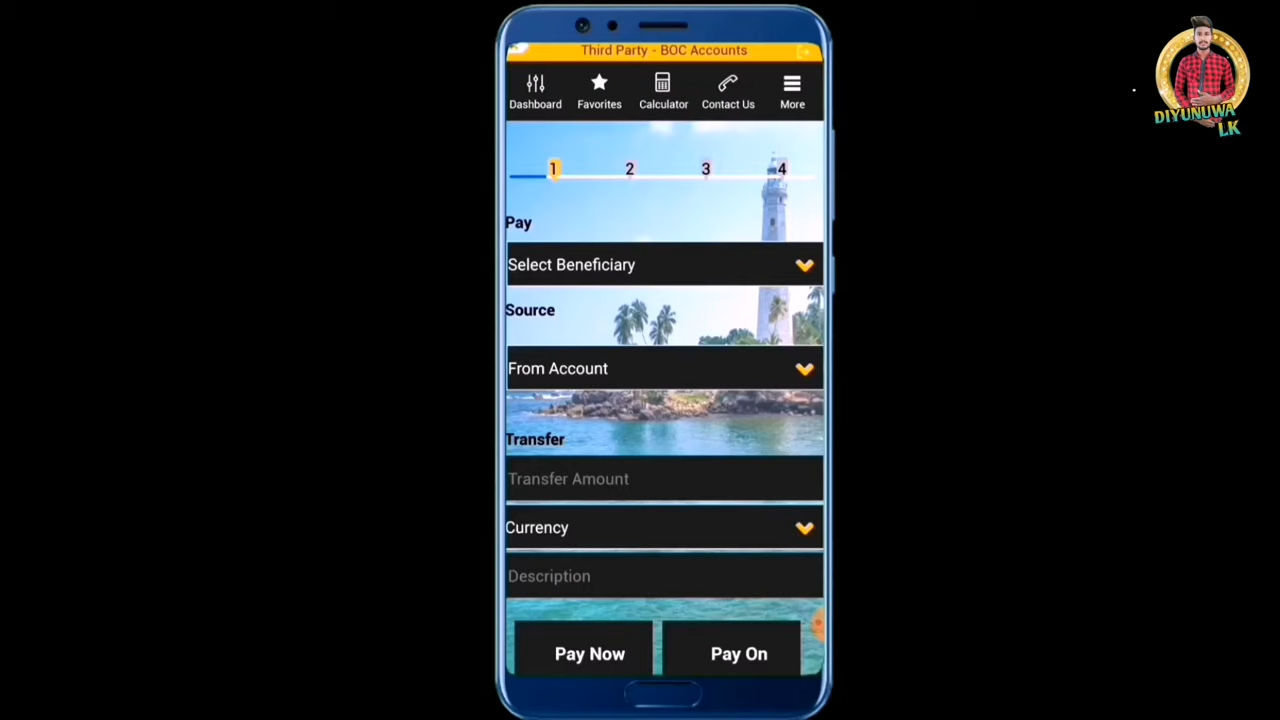 Third Party - BOC Accounts
Dashboard Favorites Calculator Contact Us More
1 2 3 4
Pay
Select Beneficiary
Source
From Account
Transfer
Transfer Amount
Currency
Description
Pay Now Pay On
DIYUNUWA
LK